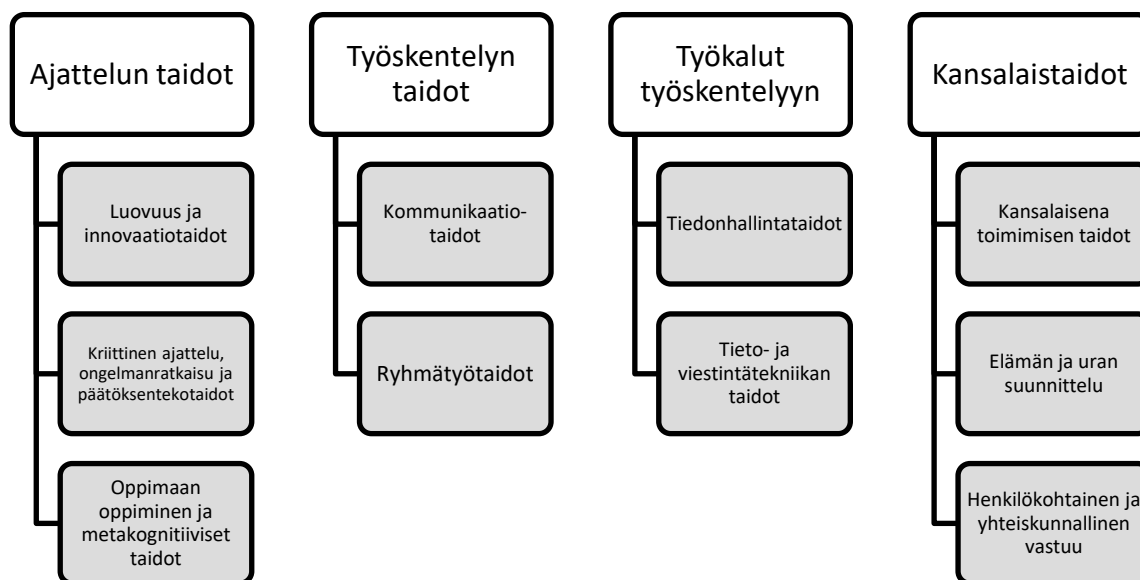 Ajattelun taidot
Luovuus ja
innovaatiotaidot
Kriittinen ajattelu,
ongelmanratkaisu ja
päätöksentekotaidot
Oppimaan
oppiminen ja
metakognitiiviset
taidot
Työskentelyn
taidot
Kommunikaatio-
taidot
Ryhmätyötaidot
Työkalut
työskentelyyn
Tiedonhallintataidot
Tieto- ja
viestintätekniikan
taidot
Kansalaistaidot
Kansalaisena
toimimisen taidot
Elämän ja uran
suunnittelu
Henkilökohtainen ja
yhteiskunnallinen
vastuu